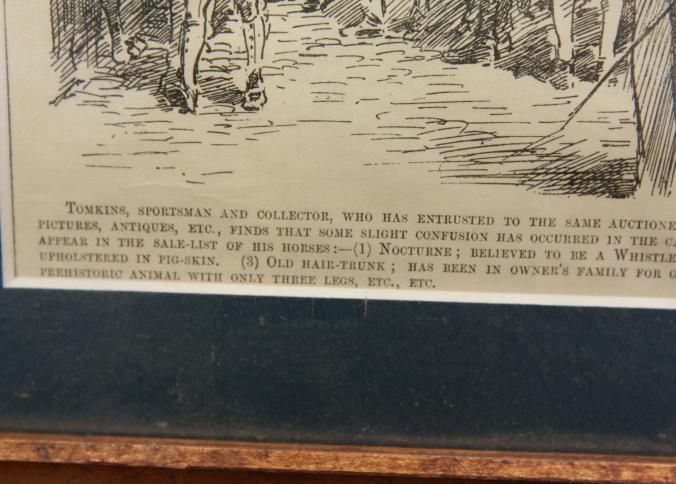 TOMKINS, SPORTSMAN AND COLLECTOR, WHO HAS ENTRUSTED TO THE SAME AUCTIONE
PICTURES, ANTIQUES, ETC., FINDS THAT SOME SLIGHT CONFUSION HAS OCCURRED IN THE CA
APPEAR IN THE SALE-LIST OF HIS HORSES:—(1) NOCTURNE; BELIEVED TO BE A WHISTLE
UPHOLSTERED IN PIG-SKIN. (3) OLD HAIR-TRUNK; HAS BEEN IN OWNER'S FAMILY FOR G
PREHISTORIC ANIMAL WITH ONLY THREE LEGS, ETC., ETC.